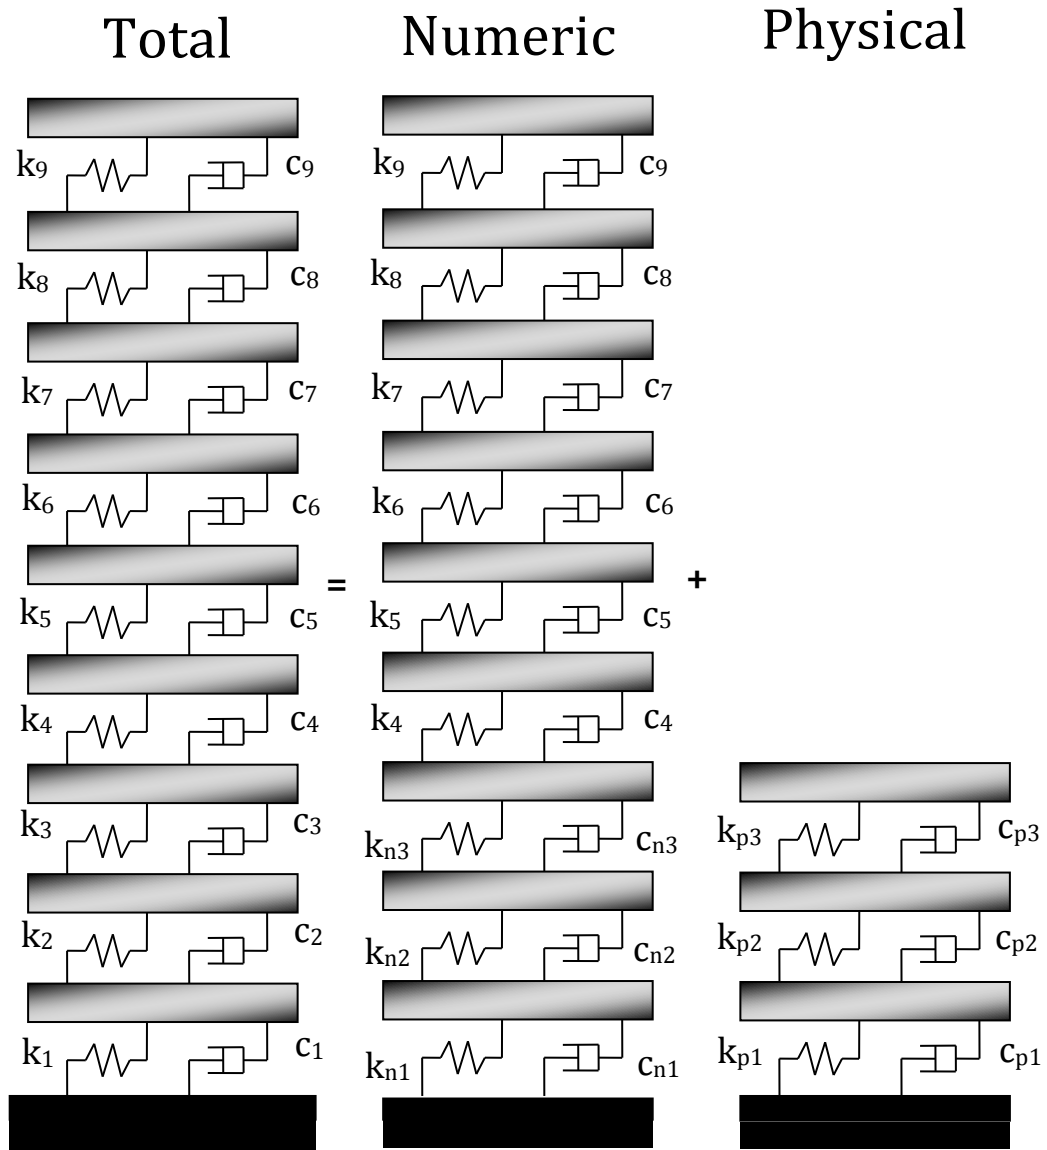 Total Numeric Physical
k9 c9 k9 c9
k8 c8 k8 c8
k7 c7 k7 c7
k6 c6 k6 c6
= +
k5 c5 k5 c5
k4 c4 k4 c4
k3 c3 kn3 cn3 kp3 cp3
k2 c2 kn2 cn2 kp2 cp2
k1 c1 kn1 cn1 kp1 cp1